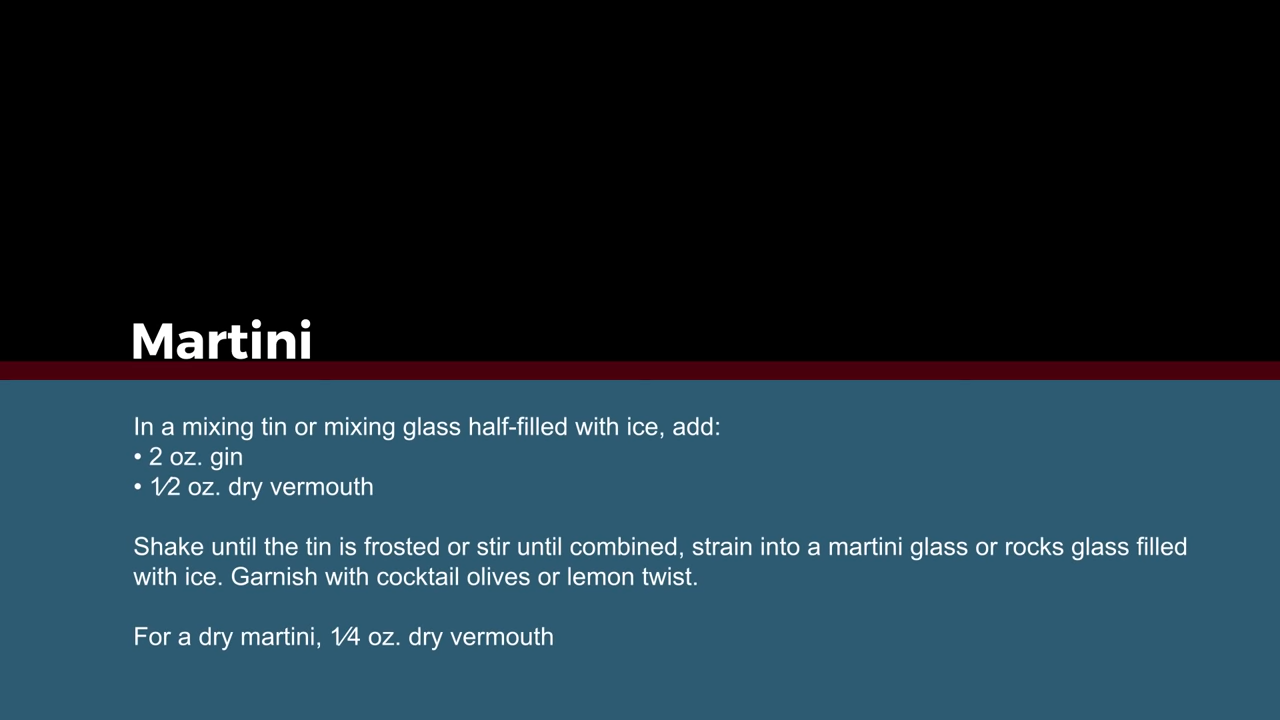 Martini
In a mixing tin or mixing glass half-filled with ice, add:
• 2 oz. gin
• 1⁄2 oz. dry vermouth
Shake until the tin is frosted or stir until combined, strain into a martini glass or rocks glass filled
with ice. Garnish with cocktail olives or lemon twist.
For a dry martini, 1⁄4 oz. dry vermouth